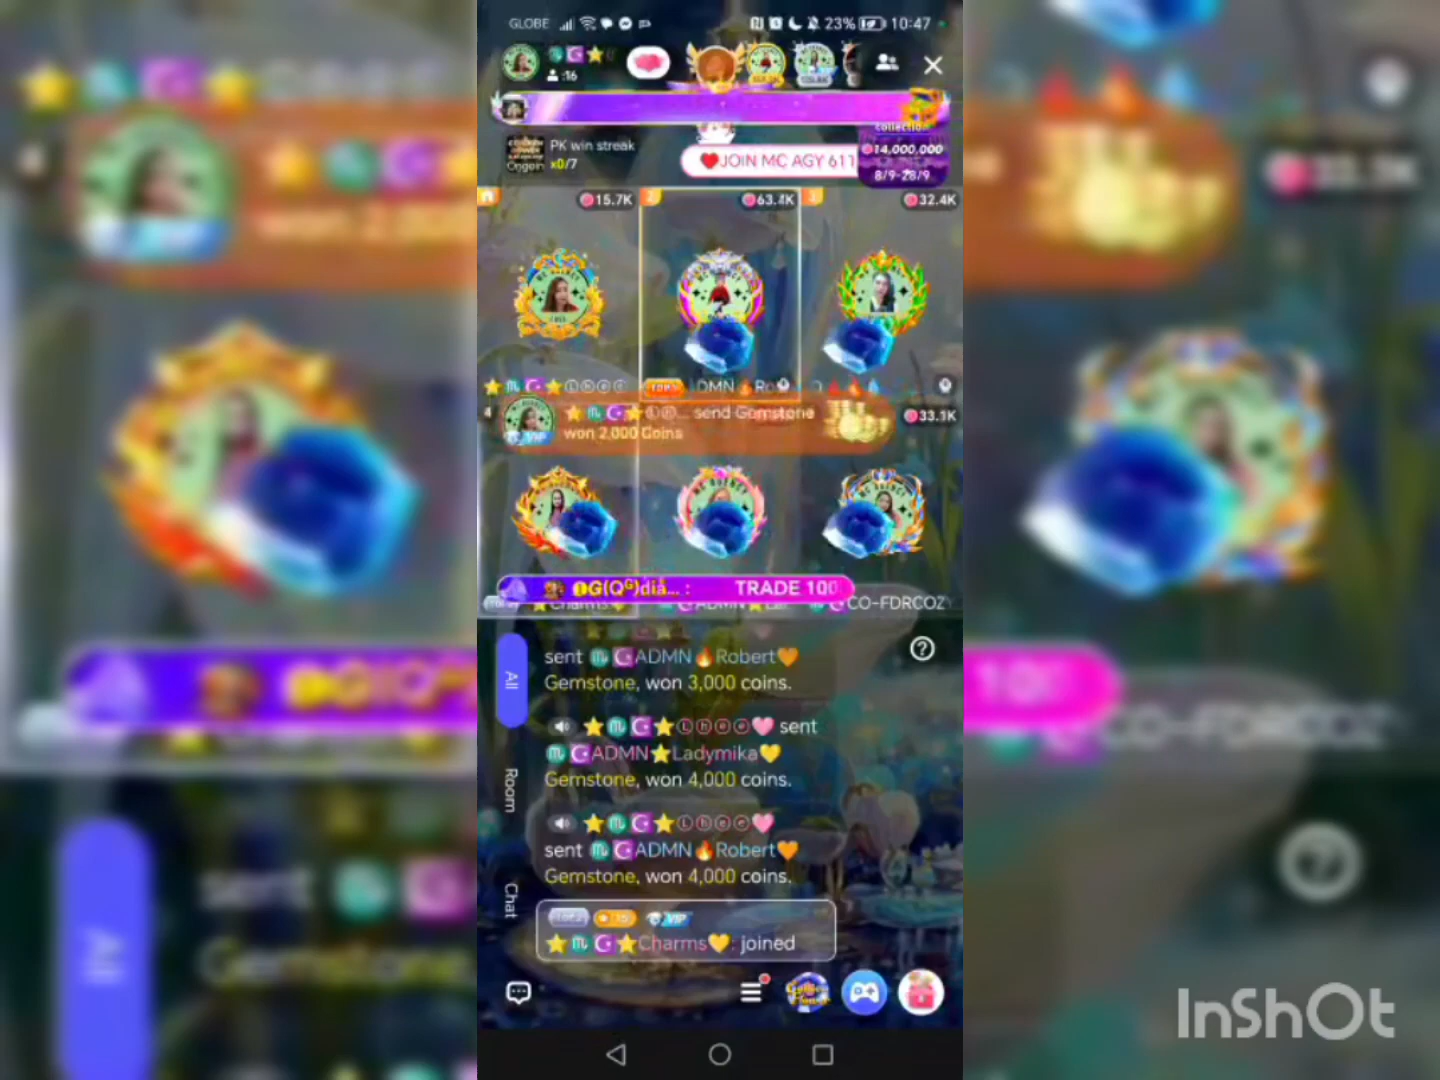 GLOBE 23% 10:47
:16
PK win streak
x0/7
JOIN MC AGY 611
collection
14,000,000
8/9-28/9
15.7K
63.4K
32.4K
send Gemstone
won 2,000 Coins
33.1K
TRADE 100
CO-FDRCOZ
All
Room
Chat
sent ♏☪ADMN🔥Robert🧡
Gemstone, won 3,000 coins.
⭐♏☪⭐Ⓛⓗⓔⓔ🩷 sent
♏☪ADMN⭐Ladymika💛
Gemstone, won 4,000 coins.
⭐♏☪⭐Ⓛⓗⓔⓔ🩷
sent ♏☪ADMN🔥Robert🧡
Gemstone, won 4,000 coins.
VIP
⭐♏☪⭐Charms💛: joined
InShOt